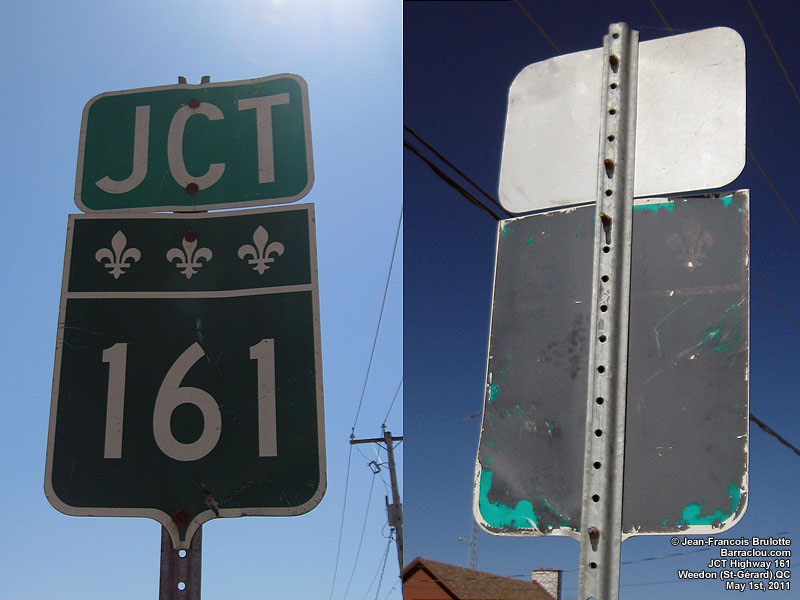 JCT
161
© Jean-Francois Brulotte
Barraclou.com
JCT Highway 161
Weedon (St-Gérard),QC
May 1st, 2011